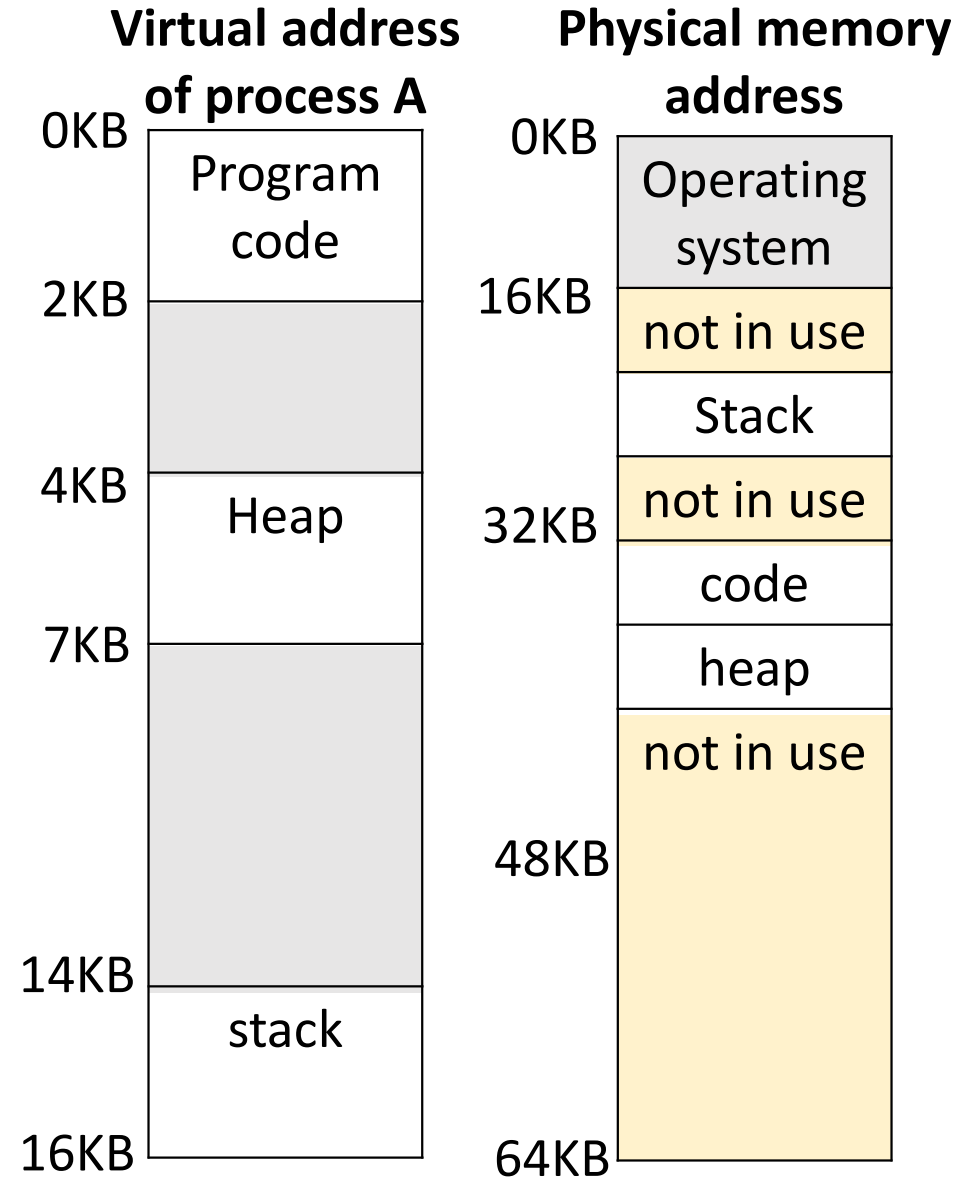 Virtual address
of process A
0KB
Program
code
2KB
4KB
Heap
7KB
14KB
stack
16KB
Physical memory
address
0KB
Operating
system
16KB
not in use
Stack
not in use
32KB
code
heap
not in use
48KB
64KB